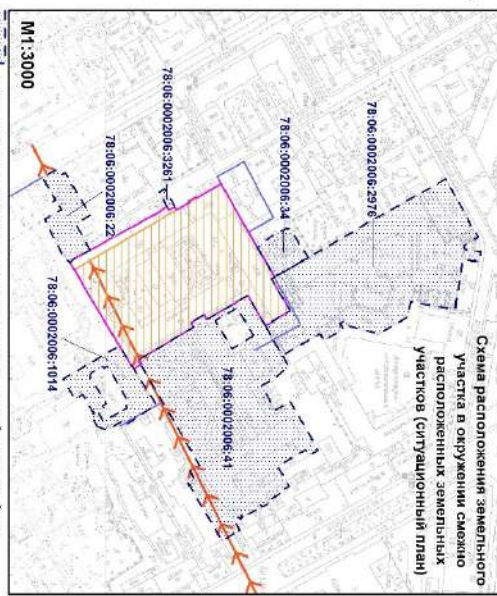 Схема расположения земельного
участка в окружении смежно
расположенных земельных
участков (ситуационный план)
78:06:0002006:2976
78:06:0002006:34
78:06:0002006:3261
78:06:0002006:22
78:06:0002006:41
78:06:0002006:1014
М1:3000